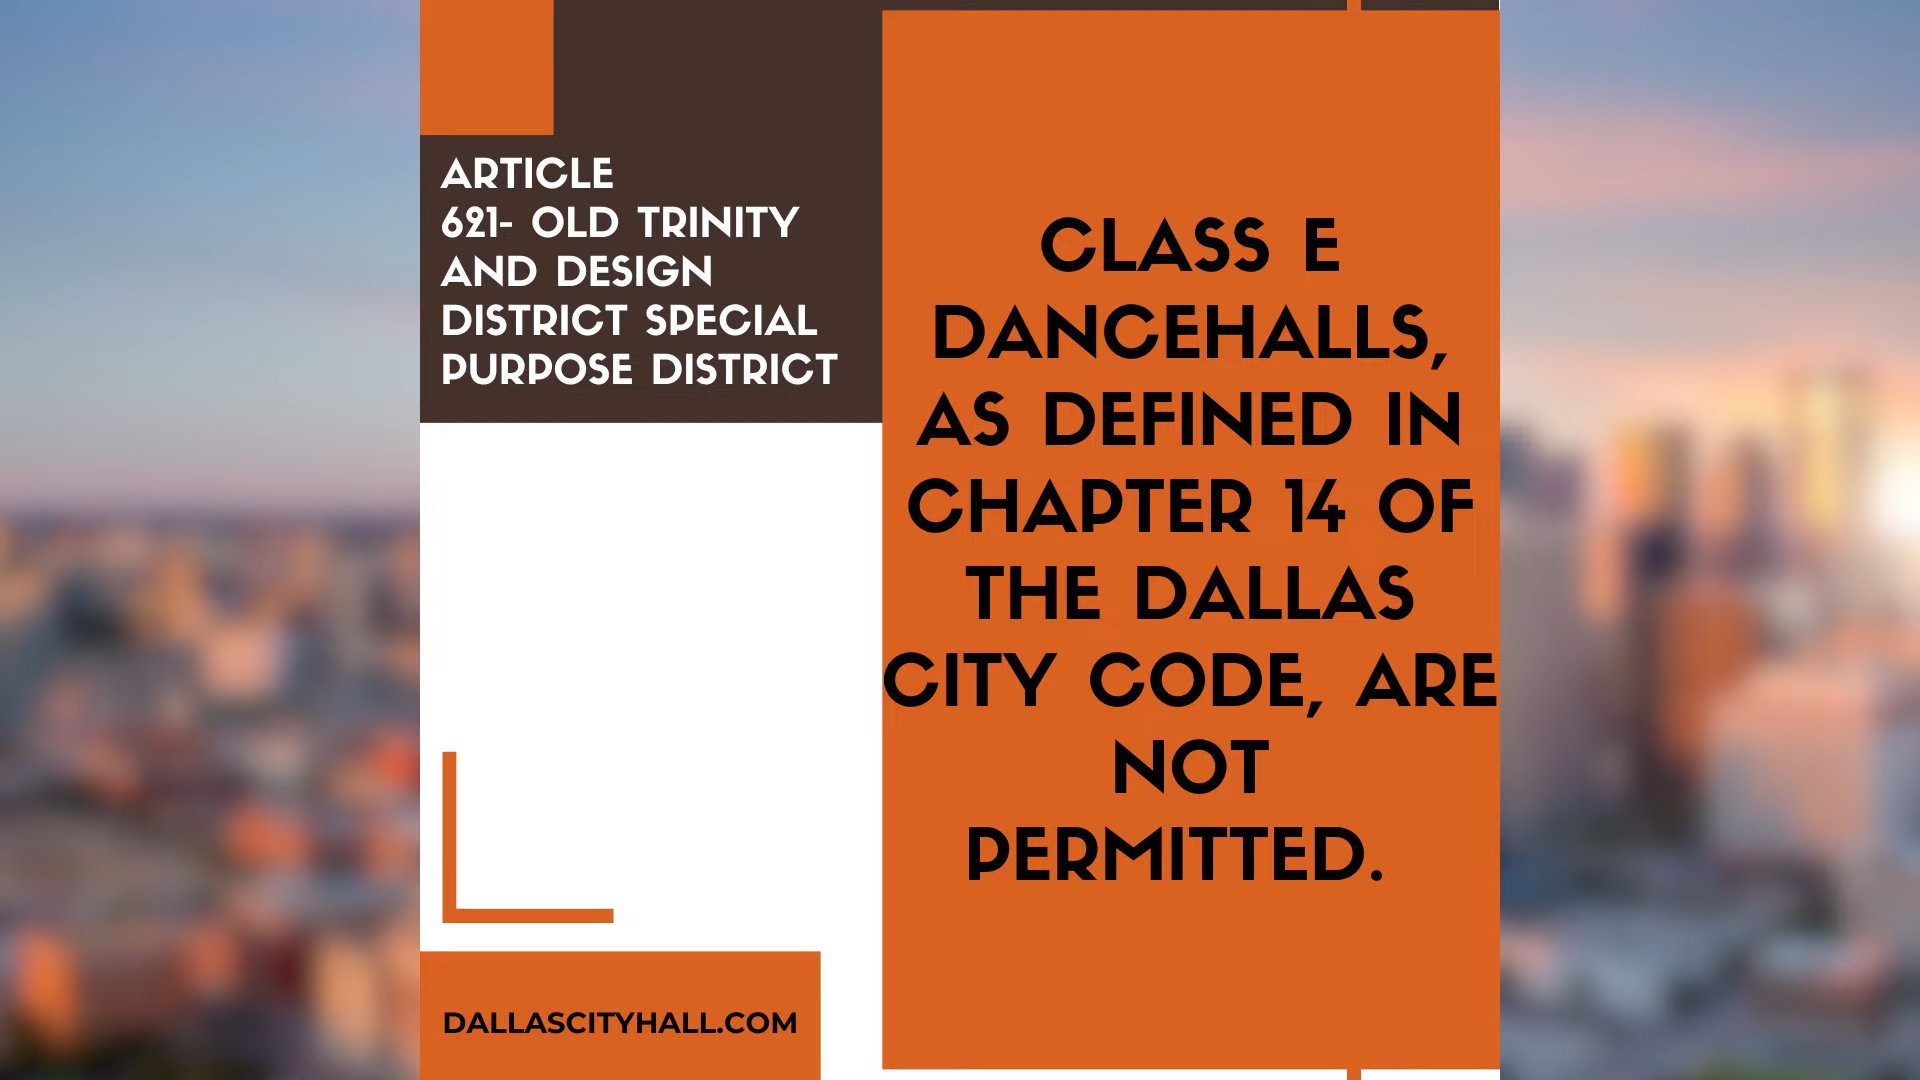 ARTICLE
621- OLD TRINITY
AND DESIGN
DISTRICT SPECIAL
PURPOSE DISTRICT
CLASS E
DANCEHALLS,
AS DEFINED IN
CHAPTER 14 OF
THE DALLAS
CITY CODE, ARE
NOT
PERMITTED.
DALLASCITYHALL.COM